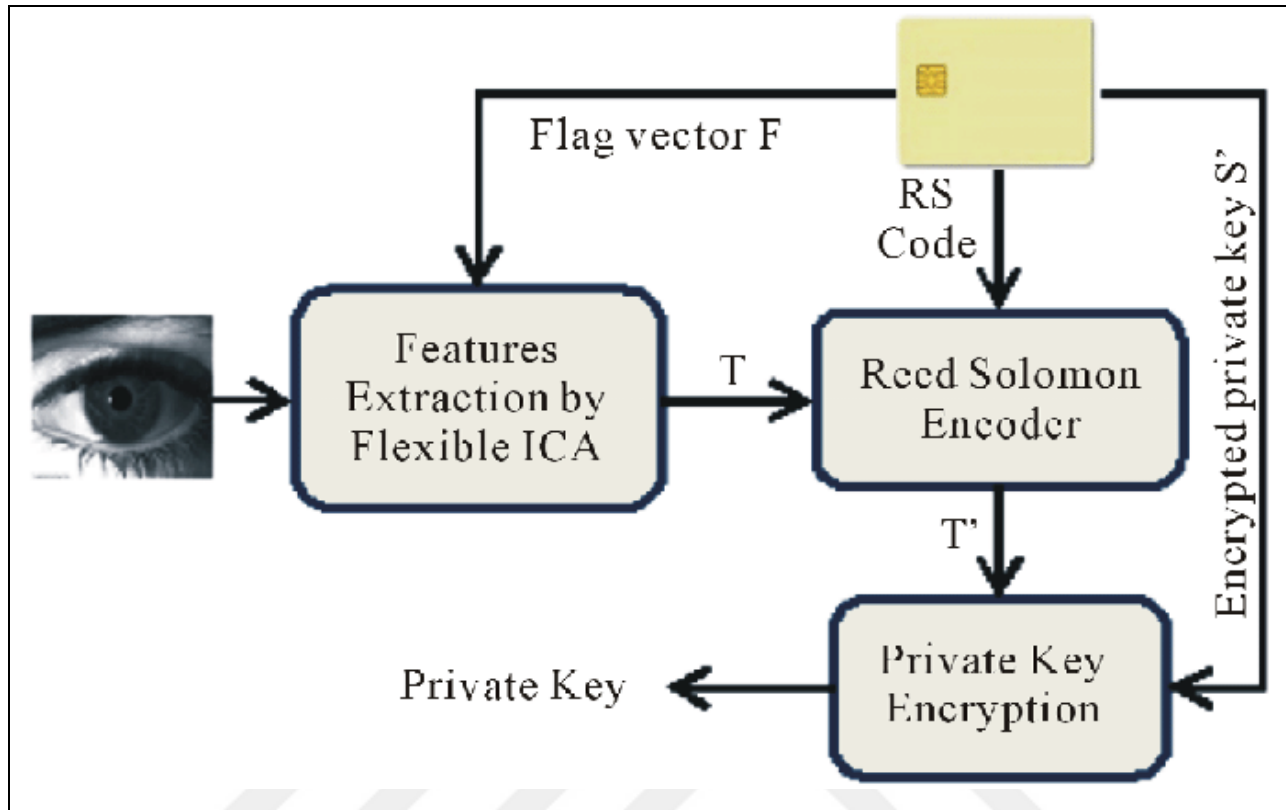 Flag vector F
RS
Code
Encrypted private key S'
Features
Extraction by
Flexible ICA
T
Reed Solomon
Encoder
T'
Private Key
Private Key
Encryption